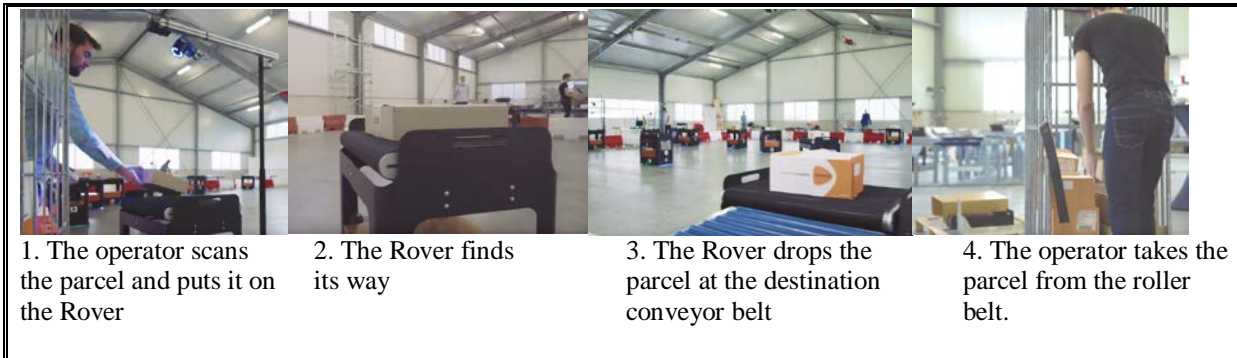 1. The operator scans
the parcel and puts it on
the Rover
2. The Rover finds
its way
3. The Rover drops the
parcel at the destination
conveyor belt
4. The operator takes the
parcel from the roller
belt.